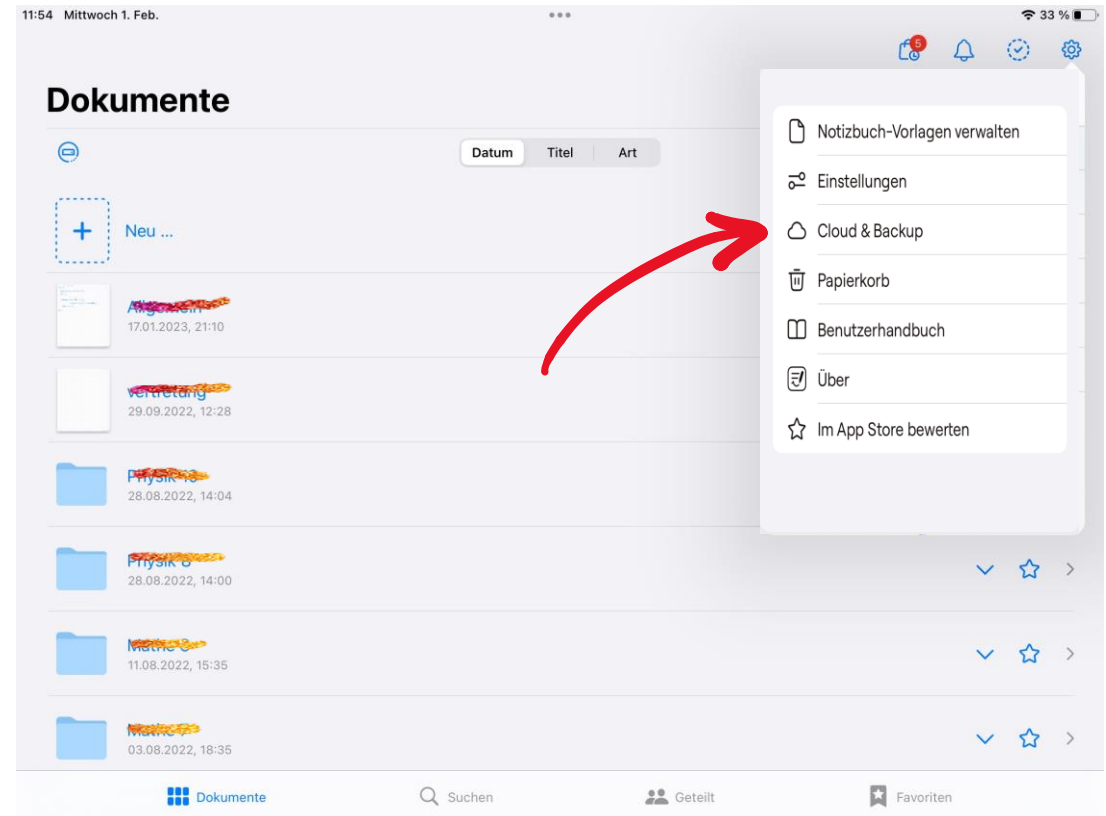 11:54 Mittwoch 1. Feb.
33 %
5
Dokumente
Datum Titel Art
Neu ...
17.01.2023, 21:10
29.09.2022, 12:28
28.08.2022, 14:04
28.08.2022, 14:00
11.08.2022, 15:35
03.08.2022, 18:35
Notizbuch-Vorlagen verwalten
Einstellungen
Cloud & Backup
Papierkorb
Benutzerhandbuch
Über
Im App Store bewerten
Dokumente Suchen Geteilt Favoriten